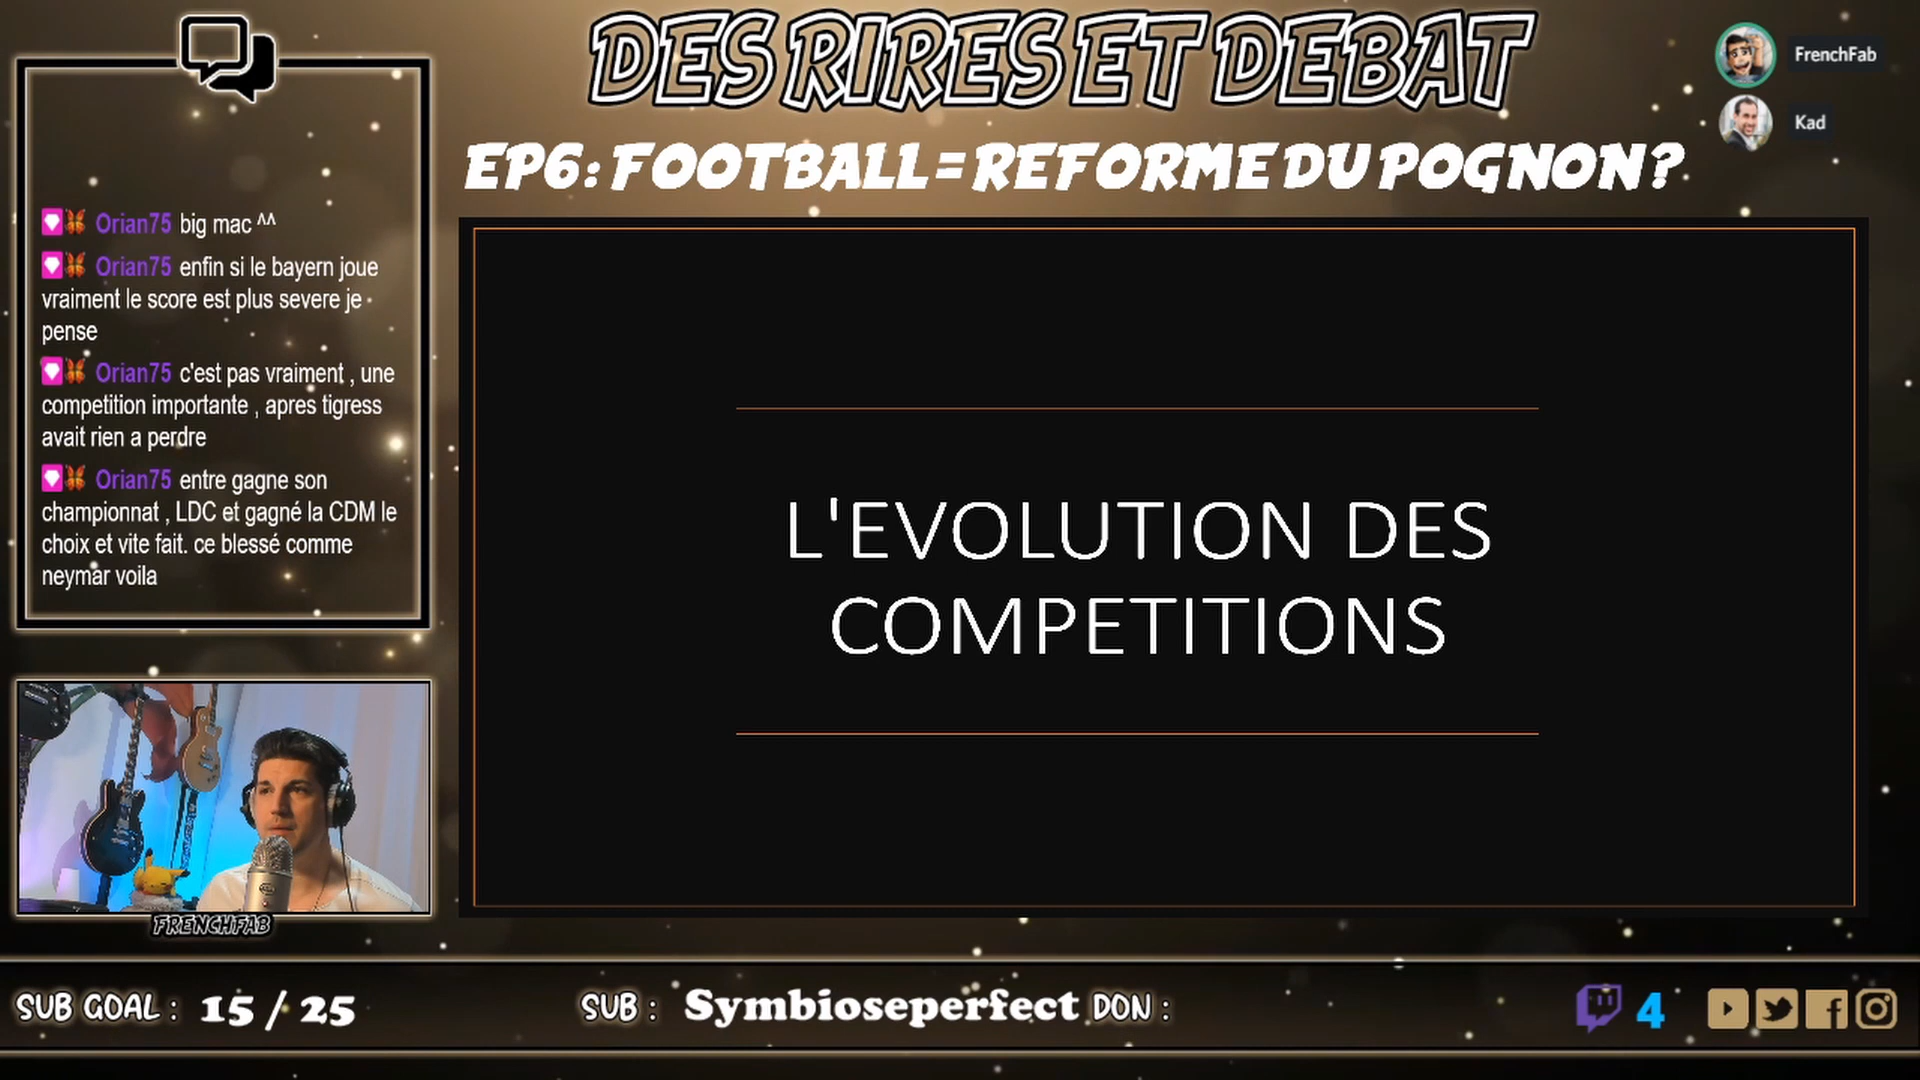 DES RIRES ET DEBAT
EP6: FOOTBALL = REFORME DU POGNON?
FrenchFab
Kad
Orian75 big mac ^^
Orian75 enfin si le bayern joue
vraiment le score est plus severe je
pense
Orian75 c'est pas vraiment , une
competition importante , apres tigress
avait rien a perdre
Orian75 entre gagne son
championnat , LDC et gagné la CDM le
choix et vite fait. ce blessé comme
neymar voila
L'EVOLUTION DES
COMPETITIONS
FRENCHFAB
SUB GOAL : 15 / 25
SUB : Symbioseperfect DON :
4